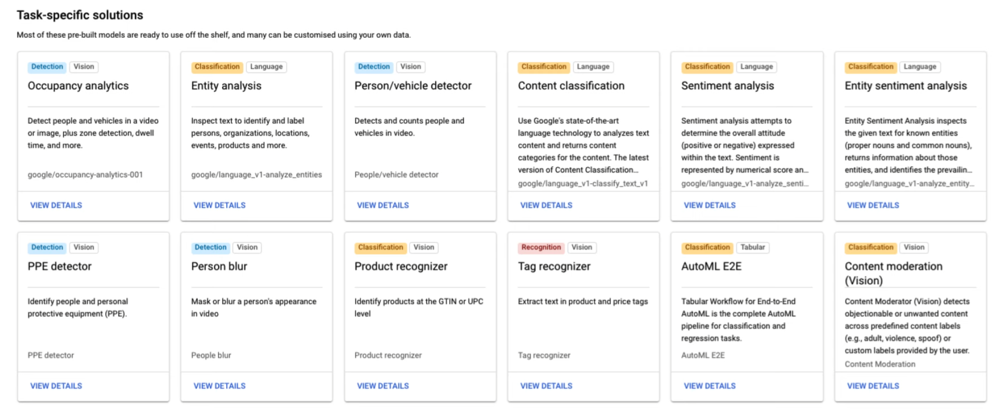 Task-specific solutions
Most of these pre-built models are ready to use off the shelf, and many can be customised using your own data.
Detection Vision
Occupancy analytics
Detect people and vehicles in a video
or image, plus zone detection, dwell
time, and more.
google/occupancy-analytics-001
VIEW DETAILS
Classification Language
Entity analysis
Inspect text to identify and label
persons, organizations, locations,
events, products and more.
google/language_v1-analyze_entities
VIEW DETAILS
Detection Vision
Person/vehicle detector
Detects and counts people and
vehicles in video.
People/vehicle detector
VIEW DETAILS
Classification Language
Content classification
Use Google's state-of-the-art
language technology to analyzes text
content and returns content
categories for the content. The latest
version of Content Classification...
google/language_v1-classify_text_v1
VIEW DETAILS
Classification Language
Sentiment analysis
Sentiment analysis attempts to
determine the overall attitude
(positive or negative) expressed
within the text. Sentiment is
represented by numerical score an...
google/language_v1-analyze_senti...
VIEW DETAILS
Classification Language
Entity sentiment analysis
Entity Sentiment Analysis inspects
the given text for known entities
(proper nouns and common nouns),
returns information about those
entities, and identifies the prevailin...
google/language_v1-analyze_entity...
VIEW DETAILS
Detection Vision
PPE detector
Identify people and personal
protective equipment (PPE).
PPE detector
VIEW DETAILS
Detection Vision
Person blur
Mask or blur a person's appearance
in video
People blur
VIEW DETAILS
Classification Vision
Product recognizer
Identify products at the GTIN or UPC
level
Product recognizer
VIEW DETAILS
Recognition Vision
Tag recognizer
Extract text in product and price tags
Tag recognizer
VIEW DETAILS
Classification Tabular
AutoML E2E
Tabular Workflow for End-to-End
AutoML is the complete AutoML
pipeline for classification and
regression tasks.
AutoML E2E
VIEW DETAILS
Classification Vision
Content moderation
(Vision)
Content Moderator (Vision) detects
objectionable or unwanted content
across predefined content labels
(e.g., adult, violence, spoof) or
custom labels provided by the user.
Content Moderation
VIEW DETAILS